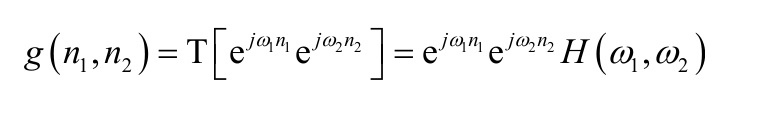 g(n₁,n₂) = T[e^{jω₁n₁} e^{jω₂n₂}] = e^{jω₁n₁} e^{jω₂n₂} H(ω₁,ω₂)